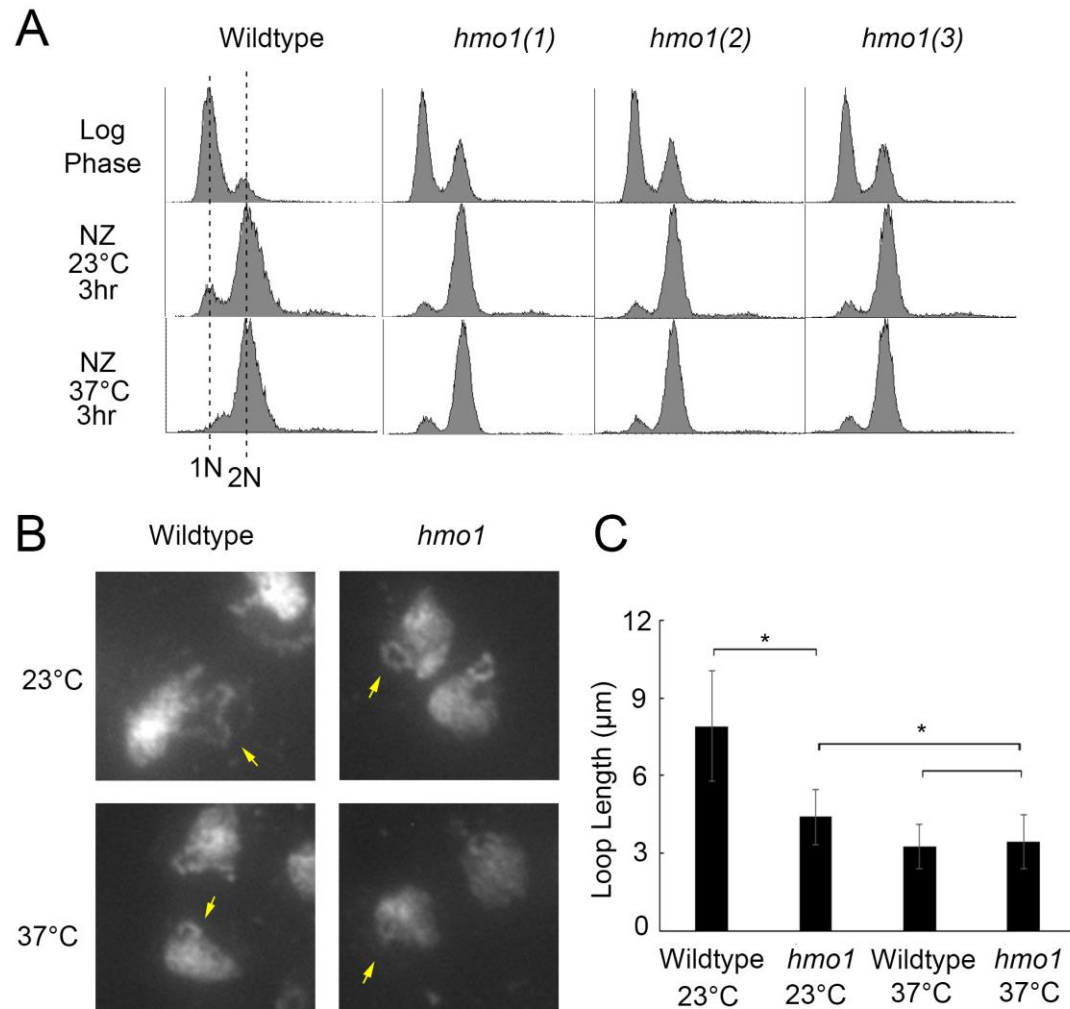 A
Wildtype hmo1(1) hmo1(2) hmo1(3)
Log
Phase
NZ
23°C
3hr
NZ
37°C
3hr
1N 2N
B
Wildtype hmo1
23°C
37°C
C
Loop Length (µm)
12
9
6
3
0
*
*
Wildtype hmo1 Wildtype hmo1
23°C 23°C 37°C 37°C